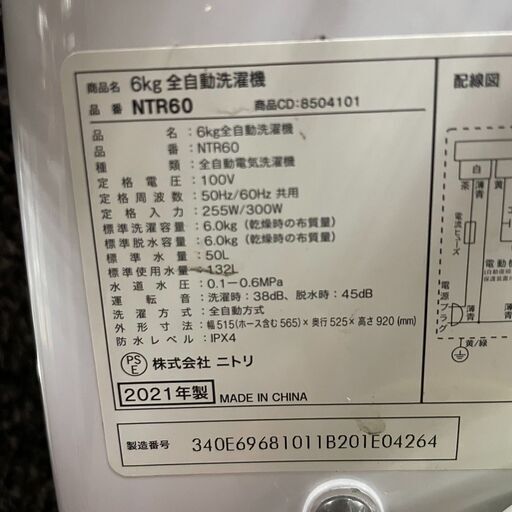 商品名 6kg 全自動洗濯機
品 番 NTR60 商品CD:8504101
品 名:6kg全自動洗濯機
品 番:NTR60
種 類:全自動電気洗濯機
定格電圧:100V
定格周波数:50Hz/60Hz 共用
定格入力:255W/300W
標準洗濯容量:6.0kg(乾燥時の布質量)
標準脱水容量:6.0kg(乾燥時の布質量)
標準水量:50L
標準使用水量:132L
水道水圧:0.1-0.6MPa
運転音:洗濯時:38dB、脱水時:45dB
洗濯方式:全自動方式
外形寸法:幅515(ホース含む565)×奥行525×高さ920(mm)
防水レベル:IPX4
PSE 株式会社 ニトリ
2021年製 MADE IN CHINA
製造番号 340E69681011B201E04264
配線図
白
茶 薄青 黄
電流ヒューズ
電動機
電源プラグ
薄青 薄青
黄/緑